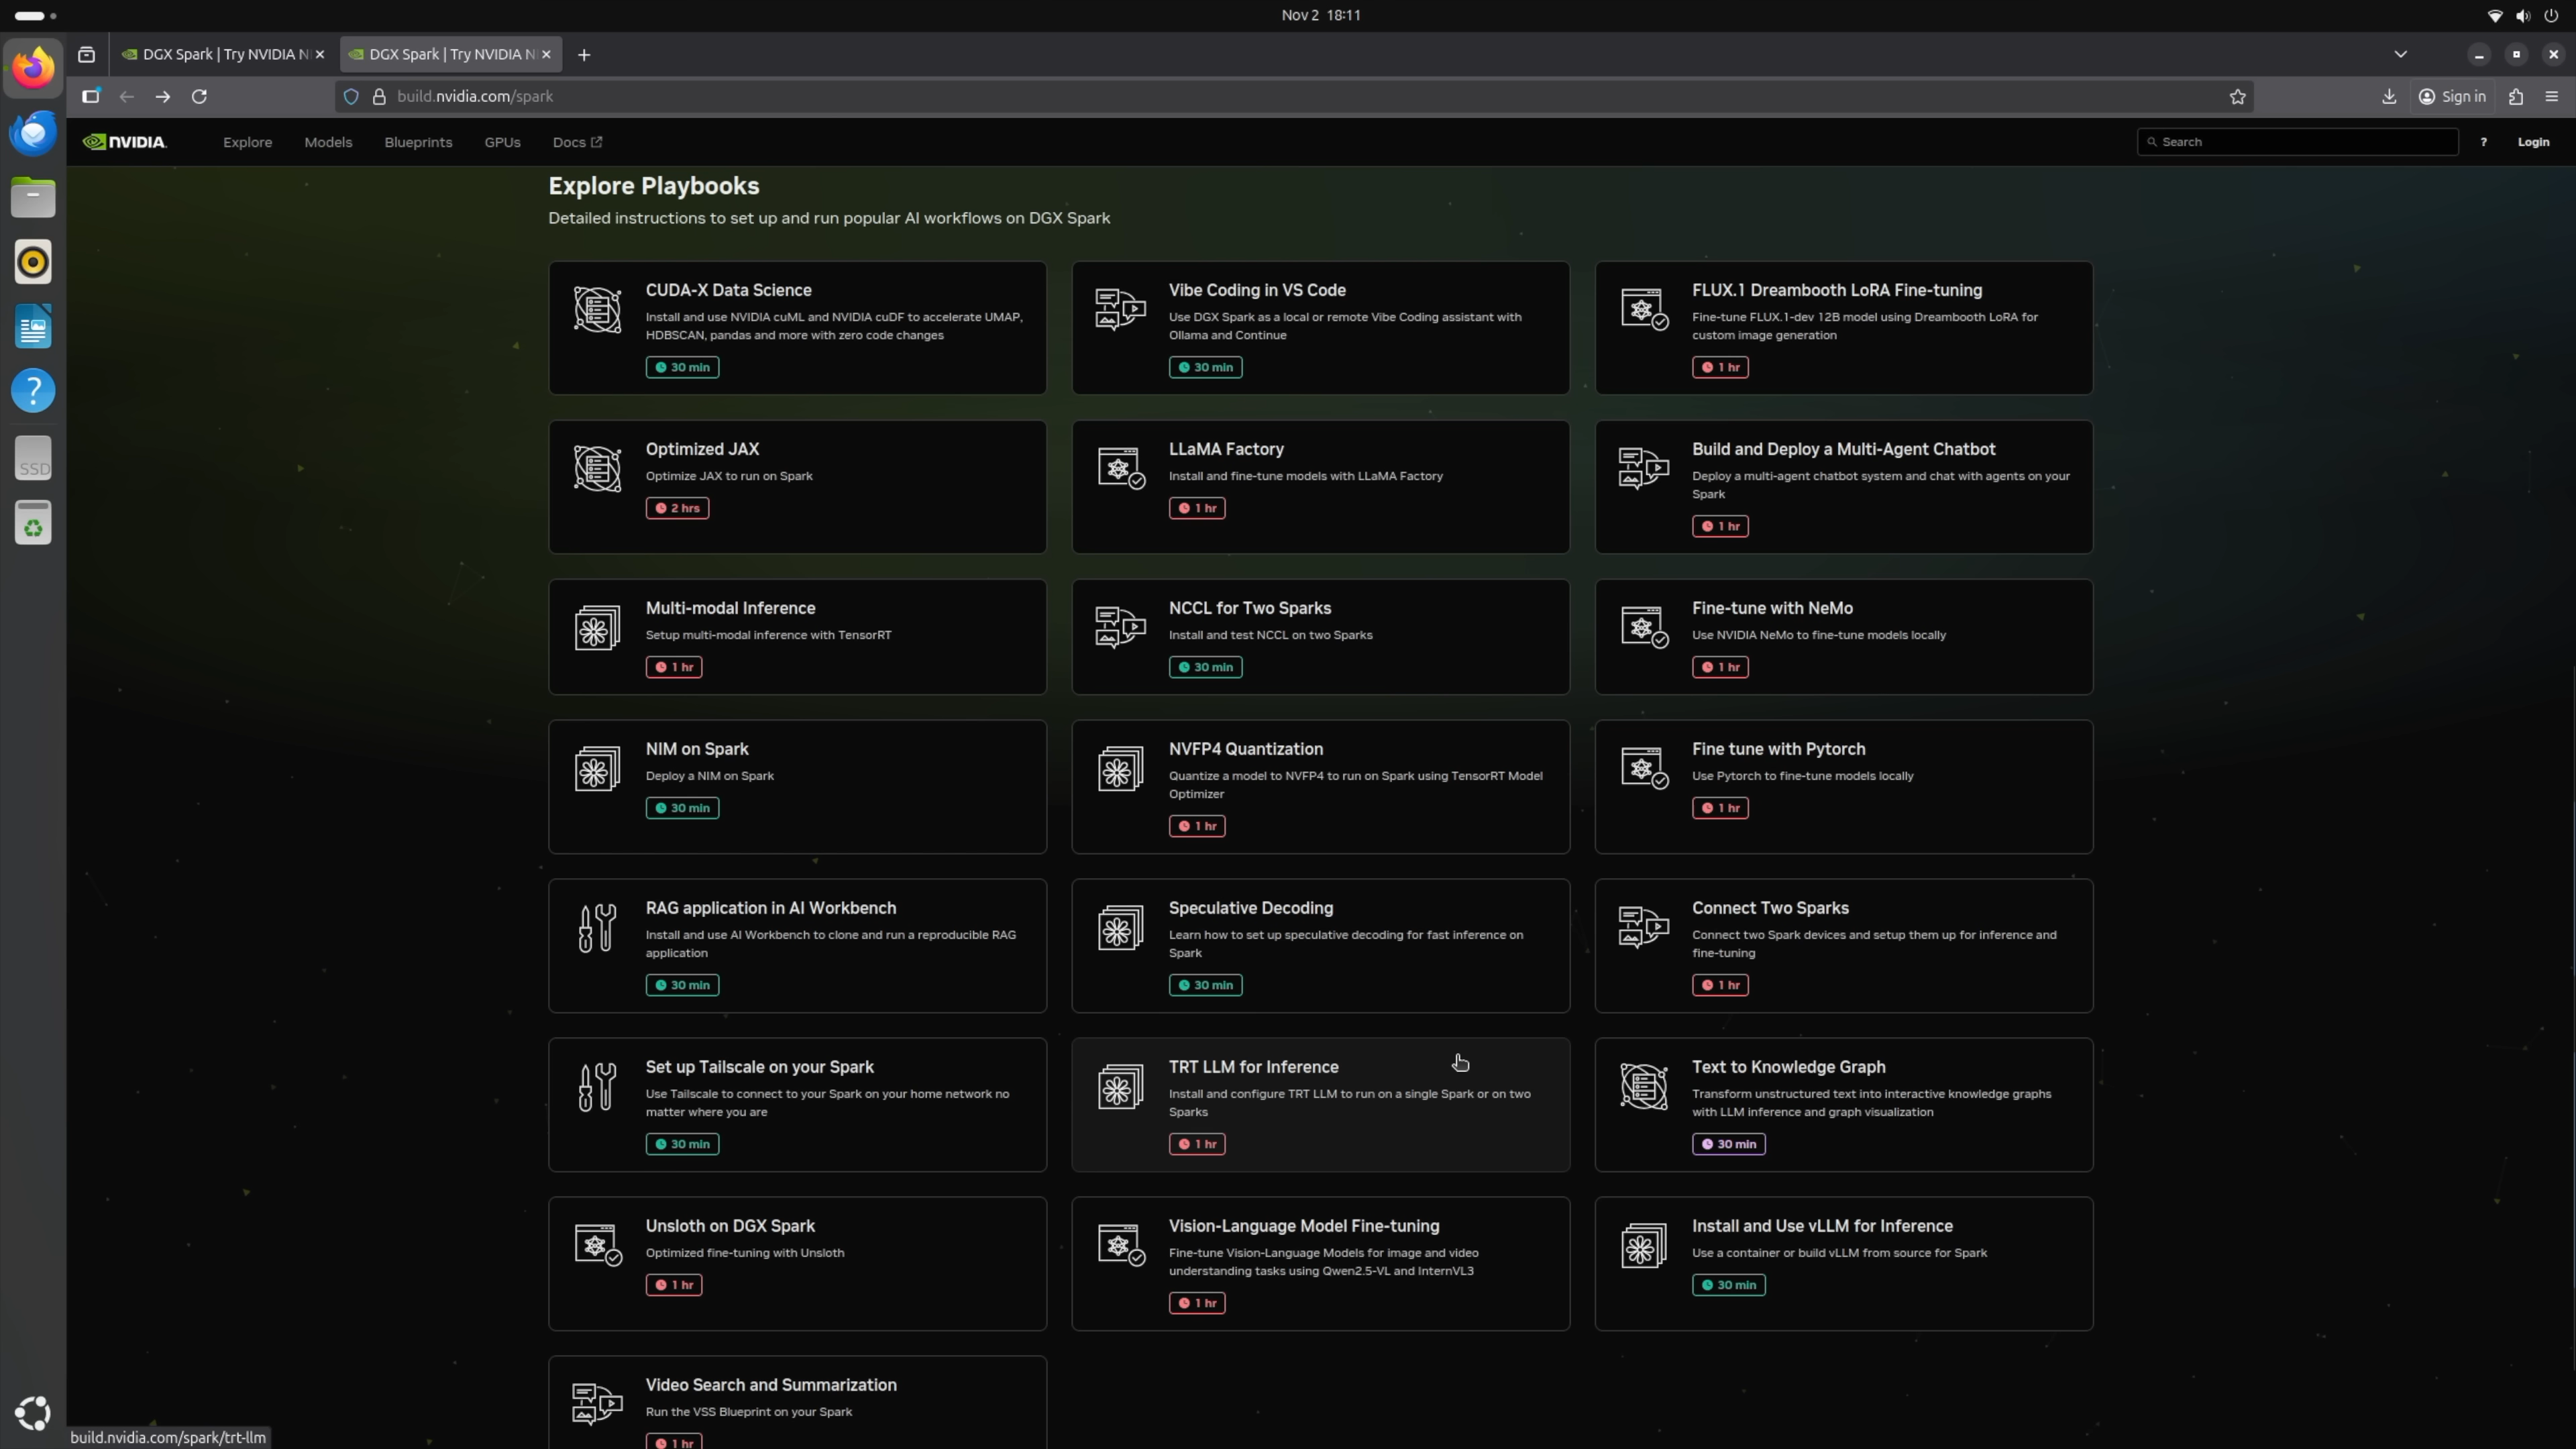 Nov 2 18:11
DGX Spark | Try NVIDIA N
DGX Spark | Try NVIDIA N
build.nvidia.com/spark
Sign in
NVIDIA.
Explore
Models
Blueprints
GPUs
Docs
Search
?
Login
Explore Playbooks
Detailed instructions to set up and run popular AI workflows on DGX Spark
CUDA-X Data Science
Install and use NVIDIA cuML and NVIDIA cuDF to accelerate UMAP,
HDBSCAN, pandas and more with zero code changes
30 min
Vibe Coding in VS Code
Use DGX Spark as a local or remote Vibe Coding assistant with
Ollama and Continue
30 min
FLUX.1 Dreambooth LoRA Fine-tuning
Fine-tune FLUX.1-dev 12B model using Dreambooth LoRA for
custom image generation
1 hr
Optimized JAX
Optimize JAX to run on Spark
2 hrs
LLaMA Factory
Install and fine-tune models with LLaMA Factory
1 hr
Build and Deploy a Multi-Agent Chatbot
Deploy a multi-agent chatbot system and chat with agents on your
Spark
1 hr
Multi-modal Inference
Setup multi-modal inference with TensorRT
1 hr
NCCL for Two Sparks
Install and test NCCL on two Sparks
30 min
Fine-tune with NeMo
Use NVIDIA NeMo to fine-tune models locally
1 hr
NIM on Spark
Deploy a NIM on Spark
30 min
NVFP4 Quantization
Quantize a model to NVFP4 to run on Spark using TensorRT Model
Optimizer
1 hr
Fine tune with Pytorch
Use Pytorch to fine-tune models locally
1 hr
RAG application in AI Workbench
Install and use AI Workbench to clone and run a reproducible RAG
application
30 min
Speculative Decoding
Learn how to set up speculative decoding for fast inference on
Spark
30 min
Connect Two Sparks
Connect two Spark devices and setup them up for inference and
fine-tuning
1 hr
Set up Tailscale on your Spark
Use Tailscale to connect to your Spark on your home network no
matter where you are
30 min
TRT LLM for Inference
Install and configure TRT LLM to run on a single Spark or on two
Sparks
1 hr
Text to Knowledge Graph
Transform unstructured text into interactive knowledge graphs
with LLM inference and graph visualization
30 min
Unsloth on DGX Spark
Optimized fine-tuning with Unsloth
1 hr
Vision-Language Model Fine-tuning
Fine-tune Vision-Language Models for image and video
understanding tasks using Qwen2.5-VL and InternVL3
1 hr
Install and Use vLLM for Inference
Use a container or build vLLM from source for Spark
30 min
Video Search and Summarization
Run the VSS Blueprint on your Spark
1 hr
?
SSD
build.nvidia.com/spark/trt-llm